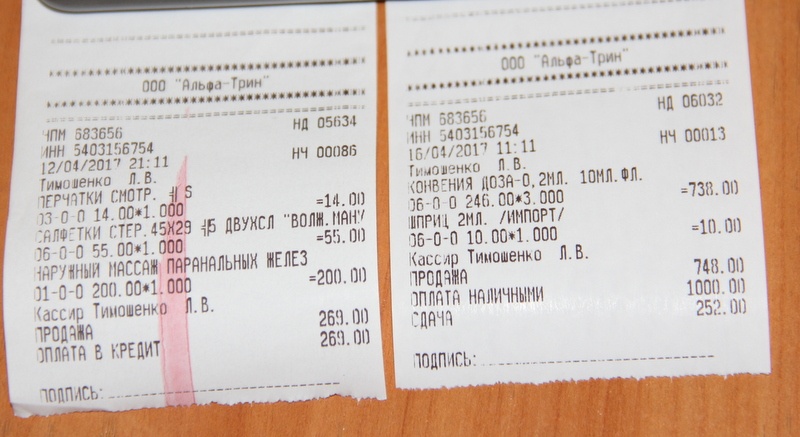 ООО "Альфа-Трин"
ЧПМ 683656 НД 05634
ИНН 5403156754
12/04/2017 21:11 НЧ 00086
Тимошенко Л.В.
ПЕРЧАТКИ СМОТР. S
03-0-0 14.00*1.000 =14.00
САЛФЕТКИ СТЕР.45X29 5 ДВУХСЛ "ВОЛЖ.МАН/
06-0-0 55.00*1.000 =55.00
НАРУЖНЫЙ МАССАЖ ПАРАНАЛЬНЫХ ЖЕЛЕЗ
01-0-0 200.00*1.000 =200.00
Кассир Тимошенко Л.В.
ПРОДАЖА 269.00
ОПЛАТА В КРЕДИТ 269.00
ПОДПИСЬ:
ООО "Альфа-Трин"
ЧПМ 683656 НД 06032
ИНН 5403156754
16/04/2017 11:11 НЧ 00013
Тимошенко Л.В.
КОНВЕНИЯ ДОЗА-0,2МЛ. 10МЛ.ФЛ.
06-0-0 246.00*3.000 =738.00
ШПРИЦ 2МЛ. /ИМПОРТ/
06-0-0 10.00*1.000 =10.00
Кассир Тимошенко Л.В.
ПРОДАЖА 748.00
ОПЛАТА НАЛИЧНЫМИ 1000.00
СДАЧА 252.00
ПОДПИСЬ: